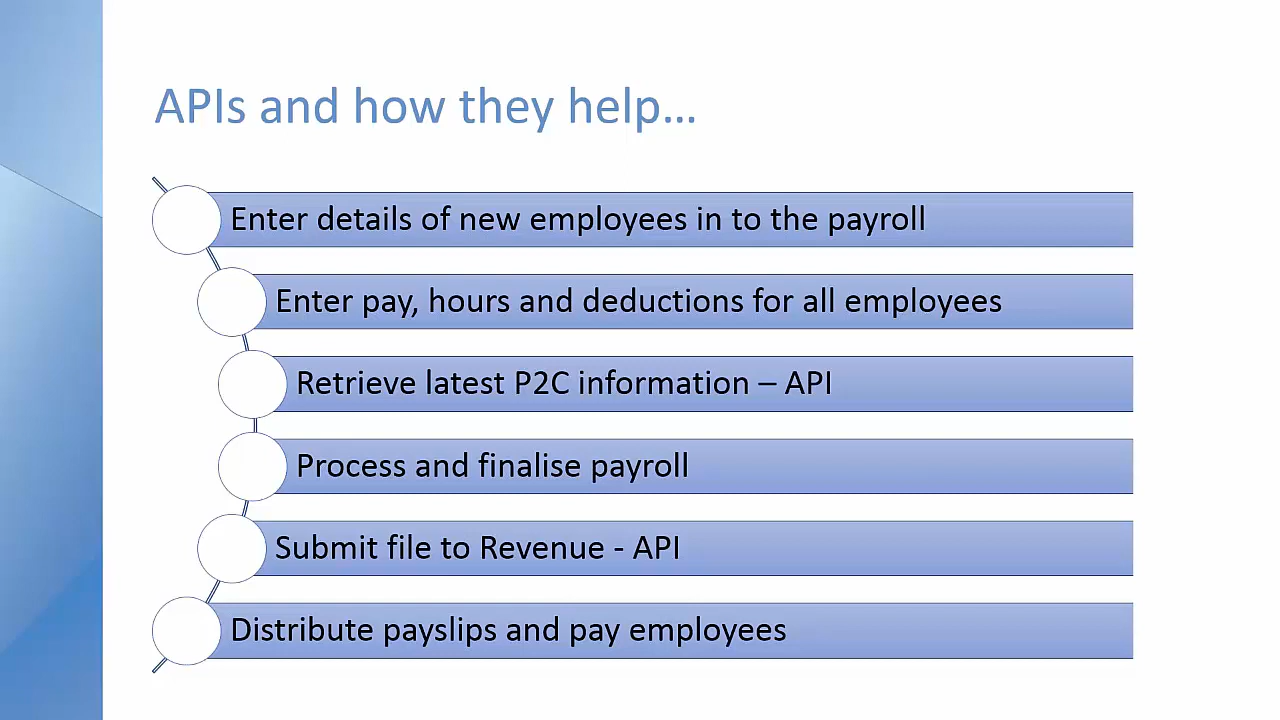 APIs and how they help...
Enter details of new employees in to the payroll
Enter pay, hours and deductions for all employees
Retrieve latest P2C information – API
Process and finalise payroll
Submit file to Revenue - API
Distribute payslips and pay employees